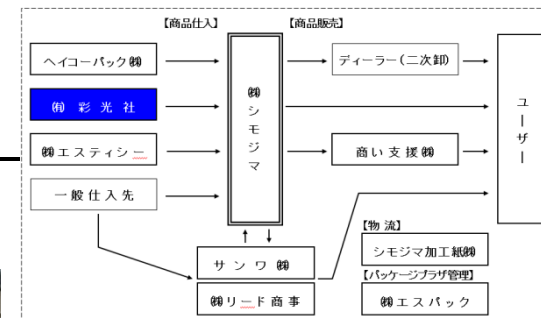 【商品仕入】
【商品販売】
ヘイコーパック㈱
㈲ 彩 光 社
㈱エスティシー
一 般 仕 入 先
㈱シモジマ
ディーラー(二次卸)
商 い 支 援 ㈱
ユーザー
サ ン ワ ㈱
㈱リード商事
【物 流】
シモジマ加工紙㈱
【パッケージプラザ管理】
㈱エスパック